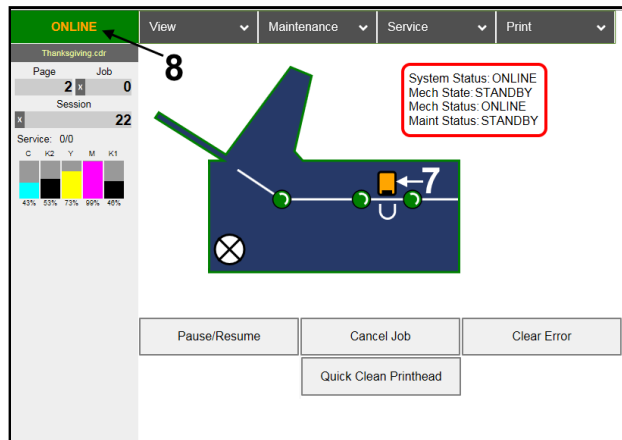 ONLINE View Maintenance Service Print
Thanksgiving.cdr
8
Page Job
2 x 0
Session
x 22
Service: 0/0
C K2 Y M K1
43% 53% 73% 99% 46%
System Status: ONLINE
Mech State: STANDBY
Mech Status: ONLINE
Maint Status: STANDBY
7
Pause/Resume Cancel Job Clear Error
Quick Clean Printhead